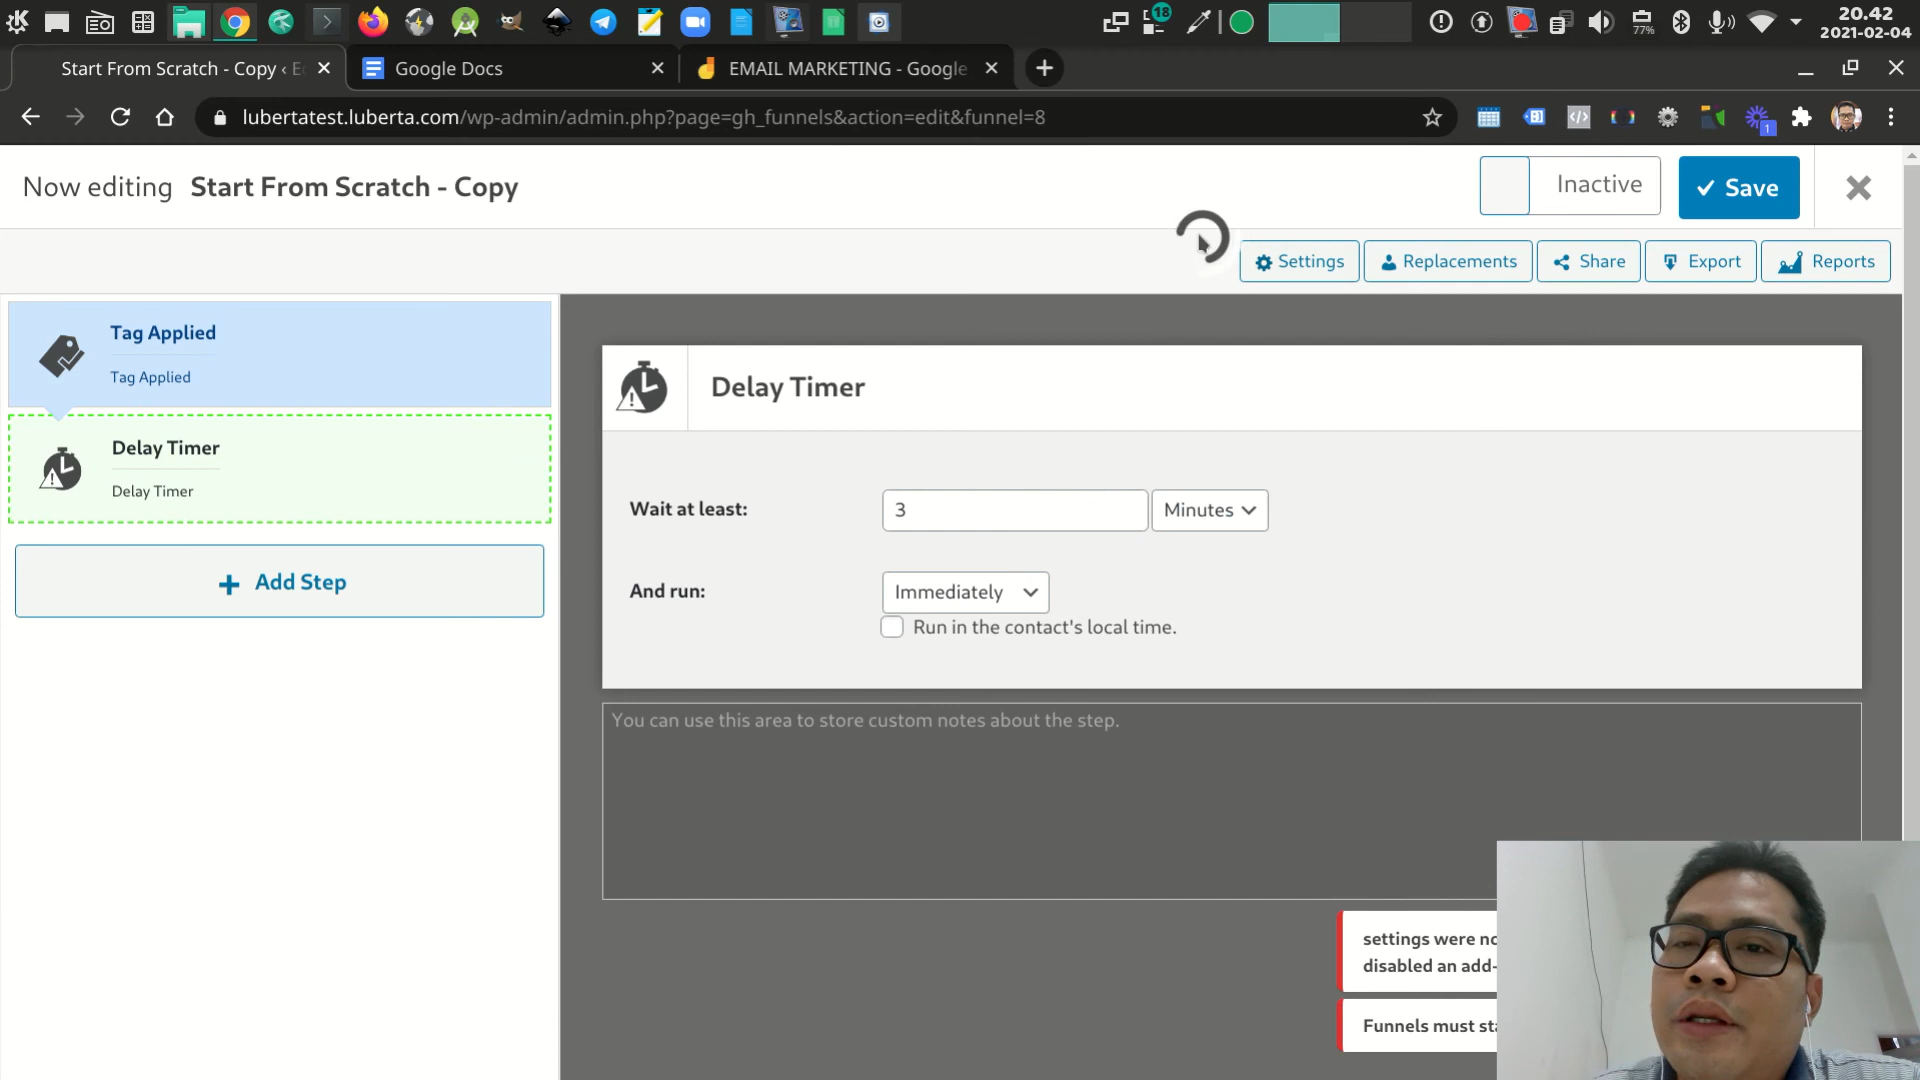 20.42
18
77%
2021-02-04
Start From Scratch - Copy ‹ E
Google Docs
EMAIL MARKETING - Google
lubertatest.luberta.com/wp-admin/admin.php?page=gh_funnels&action=edit&funnel=8
1
Now editing Start From Scratch - Copy
Inactive
Save
Settings
Replacements
Share
Export
Reports
Tag Applied
Tag Applied
Delay Timer
Delay Timer
Add Step
Delay Timer
Wait at least:
3
Minutes
And run:
Immediately
Run in the contact's local time.
You can use this area to store custom notes about the step.
settings were
disabled an add-
Funnels must